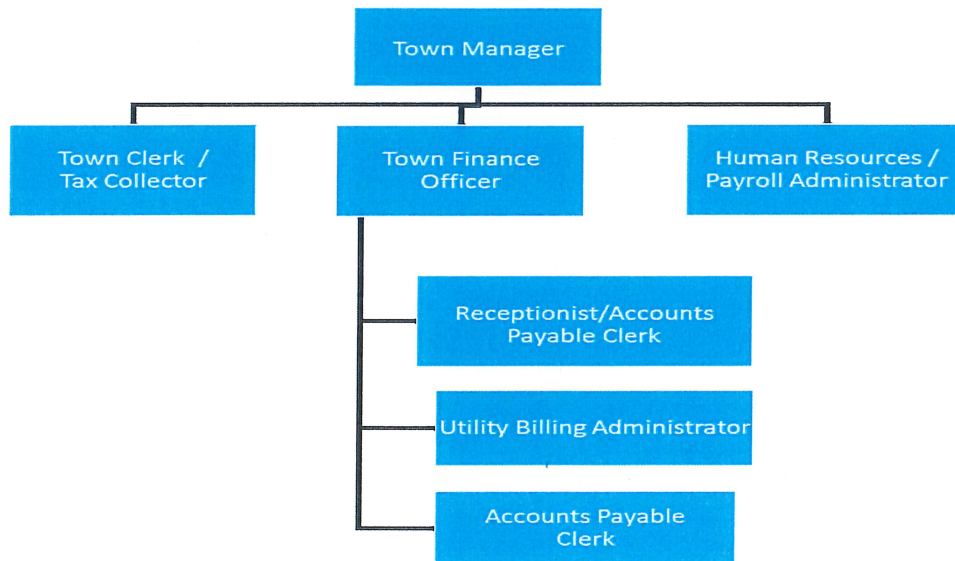 Town Manager
Town Clerk /
Tax Collector
Town Finance
Officer
Human Resources /
Payroll Administrator
Receptionist/Accounts
Payable Clerk
Utility Billing Administrator
Accounts Payable
Clerk